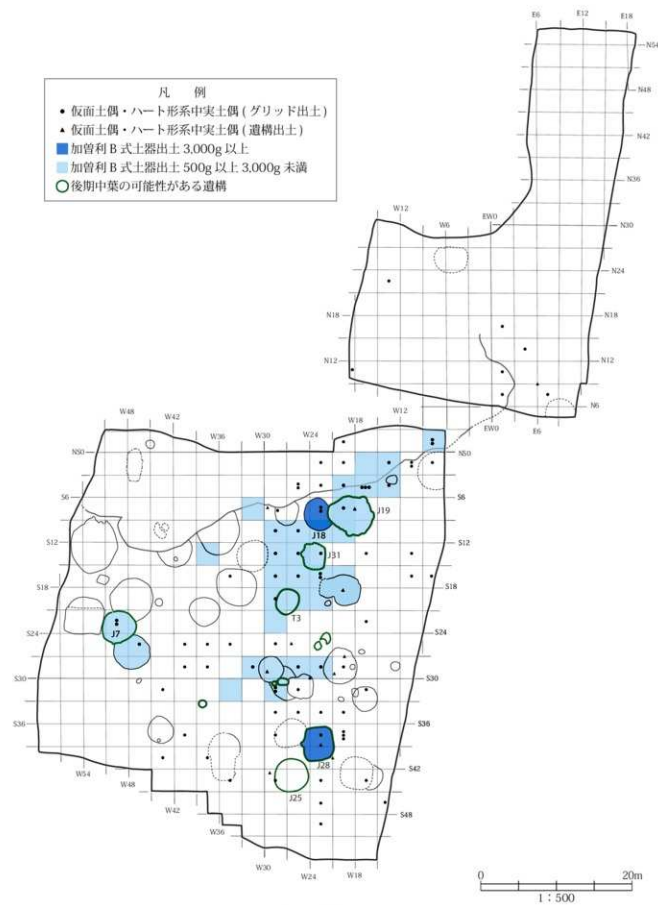 凡　例
仮面土偶・ハート形系中実土偶 ( グリッド出土 )
仮面土偶・ハート形系中実土偶 ( 遺構出土 )
加曽利 B 式土器出土 3,000g 以上
加曽利 B 式土器出土 500g 以上 3,000g 未満
後期中葉の可能性がある遺構
E6 E12 E18
N54
N48
N42
N36
W12 W6 EW0
N30
N24
N18 N18
N12 N12
EW0 E6 N6
W48 W42 W36 W30 W24 W18 W12
N50 N50
S6 S6
J18 J19
S12 J31 S12
S18 S18
T3
J7
S24 S24
S30 S30
S36 S36
J28
S42 J25 S42
W54 W48 W42 W36
S48
W30 W24 W18
0 20m
1：500